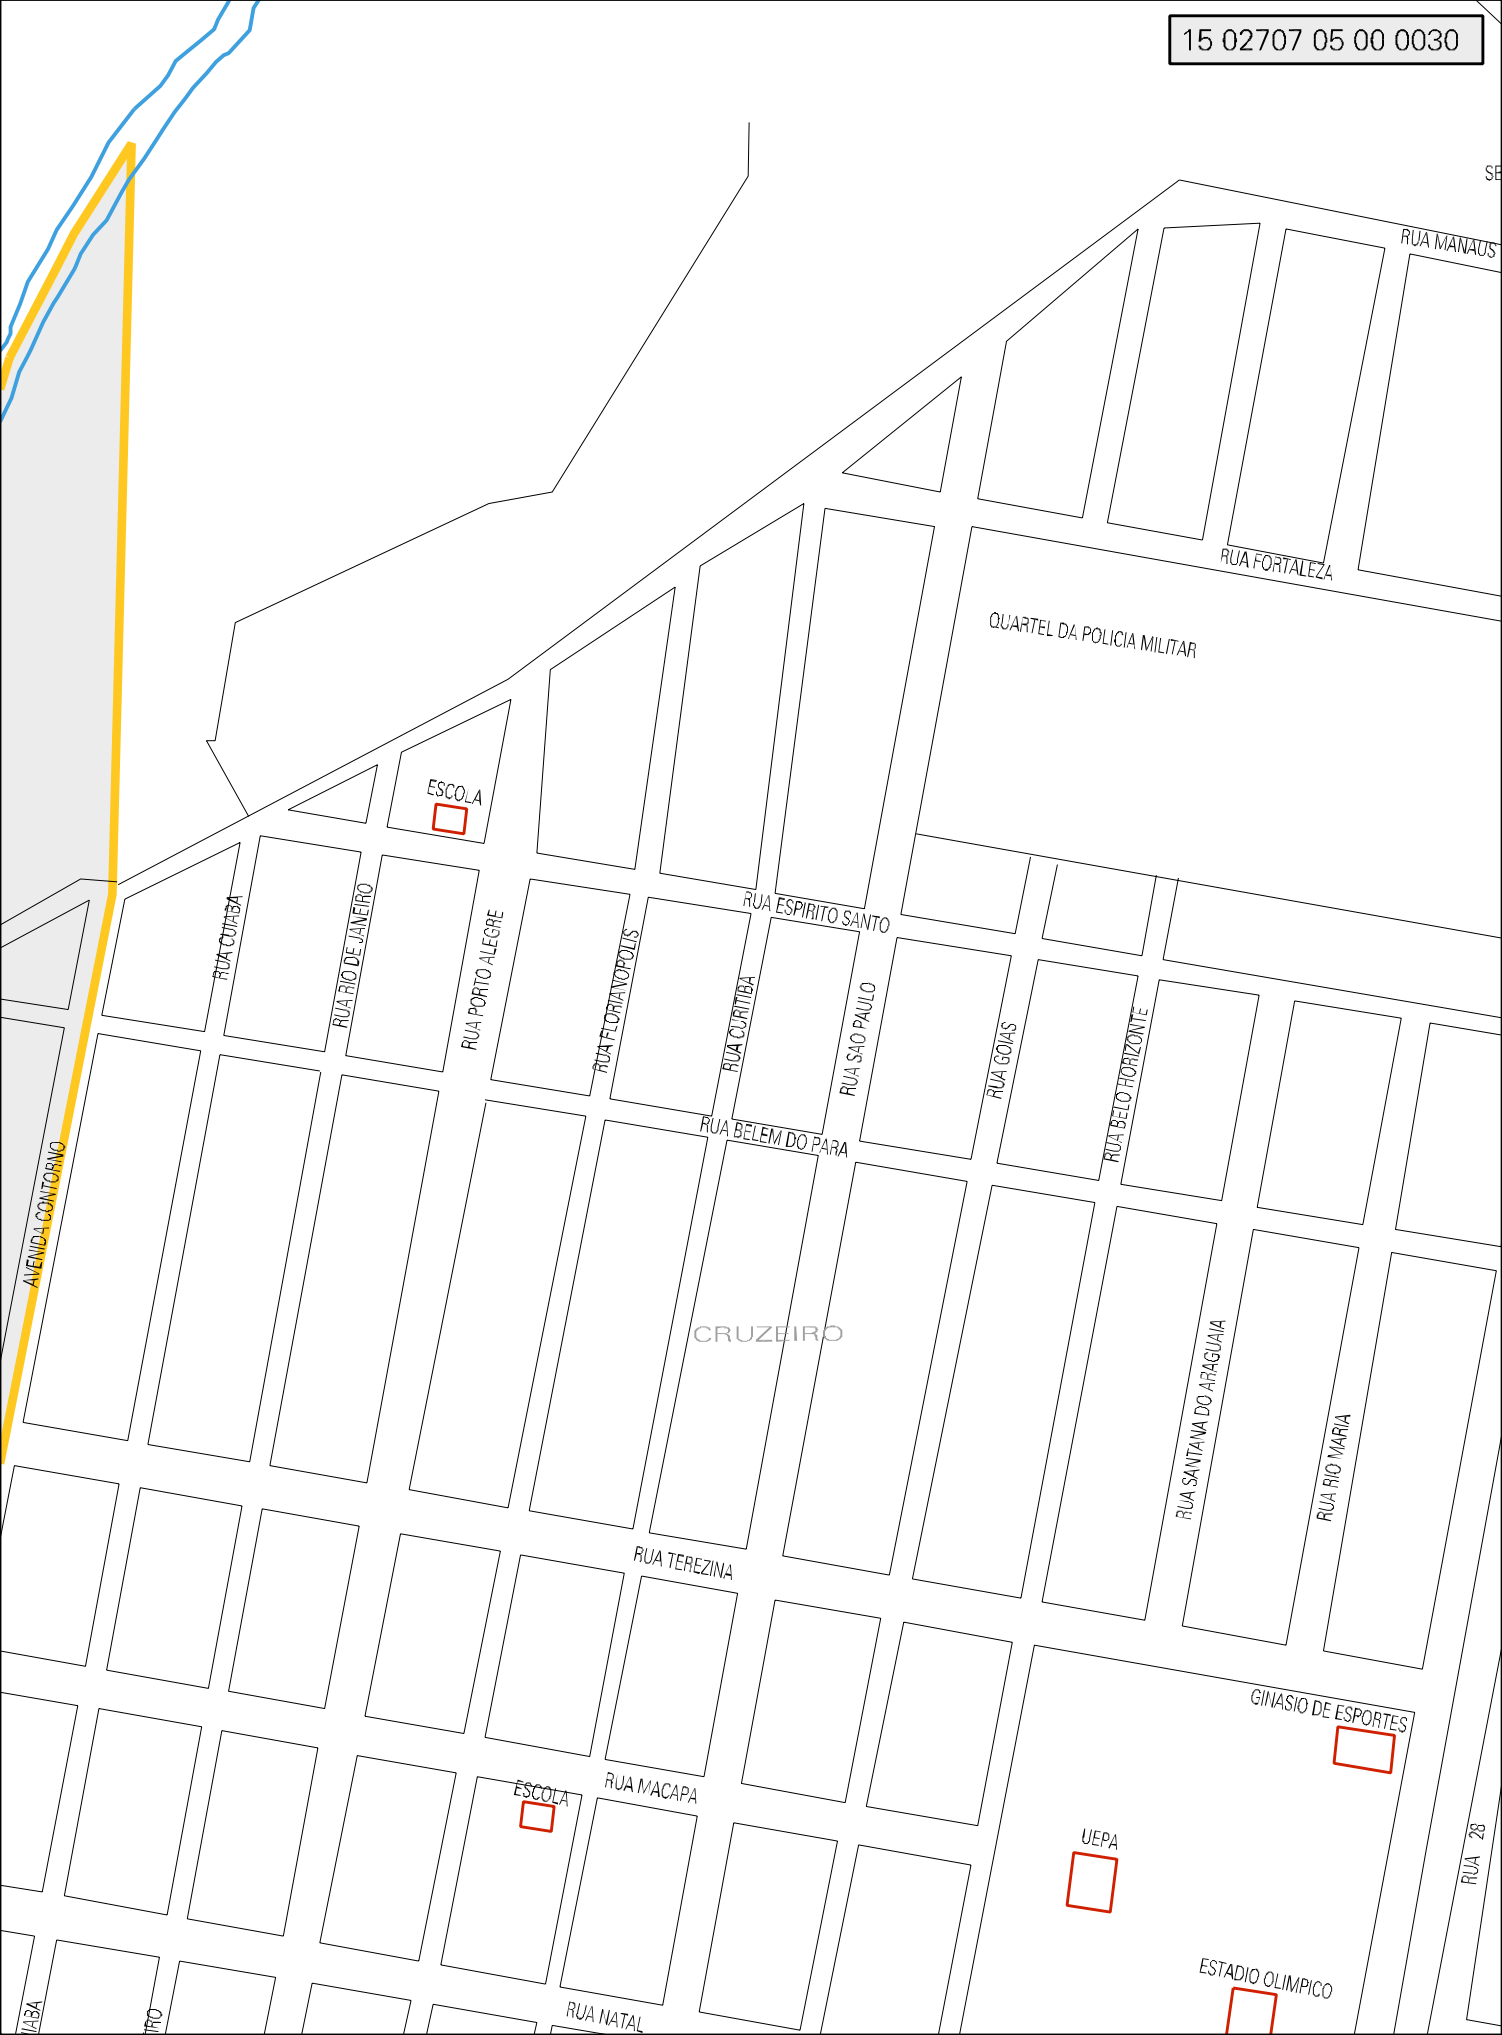 15 02707 05 00 0030
RUA MANAUS
RUA FORTALEZA
QUARTEL DA POLICIA MILITAR
ESCOLA
RUA CUIABA
RUA RIO DE JANEIRO
RUA PORTO ALEGRE
RUA FLORIANOPOLIS
RUA ESPIRITO SANTO
RUA CURITIBA
RUA SAO PAULO
RUA GOIAS
RUA BELO HORIZONTE
RUA BELEM DO PARA
AVENIDA CONTORNO
CRUZEIRO
RUA SANTANA DO ARAGUAIA
RUA RIO MARIA
RUA TEREZINA
GINASIO DE ESPORTES
ESCOLA
RUA MACAPA
UEPA
RUA 28
ESTADIO OLIMPICO
RUA NATAL
IABA
IRO